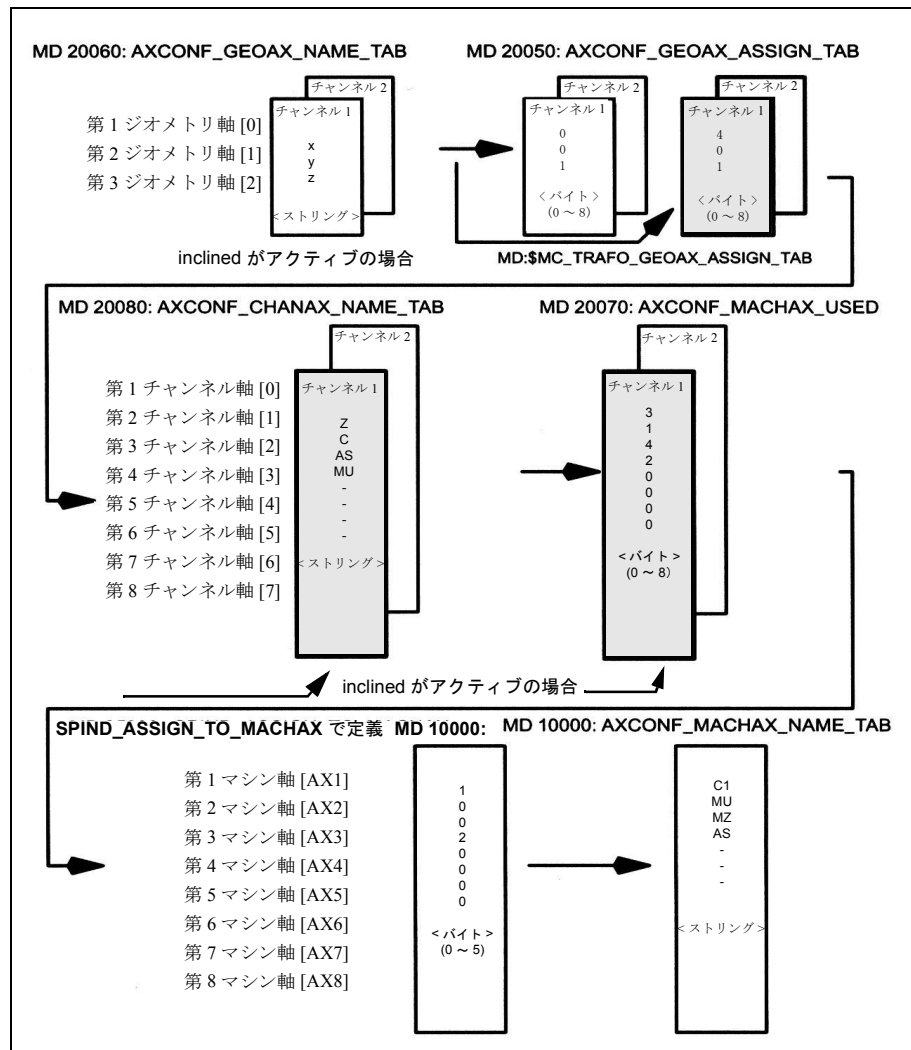 MD 20060: AXCONF_GEOAX_NAME_TAB
MD 20050: AXCONF_GEOAX_ASSIGN_TAB
チャンネル 2
チャンネル 1
第 1 ジオメトリ軸 [0]
第 2 ジオメトリ軸 [1]
第 3 ジオメトリ軸 [2]
x
y
z
<ストリング>
チャンネル 2
チャンネル 1
0
0
1
<バイト>
(0 ～ 8)
チャンネル 2
チャンネル 1
4
0
1
<バイト>
(0 ～ 8)
inclined がアクティブの場合
MD:$MC_TRAFO_GEOAX_ASSIGN_TAB
MD 20080: AXCONF_CHANAX_NAME_TAB
MD 20070: AXCONF_MACHAX_USED
チャンネル 2
チャンネル 1
第 1 チャンネル軸 [0]
第 2 チャンネル軸 [1]
第 3 チャンネル軸 [2]
第 4 チャンネル軸 [3]
第 5 チャンネル軸 [4]
第 6 チャンネル軸 [5]
第 7 チャンネル軸 [6]
第 8 チャンネル軸 [7]
Z
C
AS
MU
-
-
-
-
<ストリング>
チャンネル 2
チャンネル 1
3
1
4
2
0
0
0
0
<バイト>
(0 ～ 8)
inclined がアクティブの場合
SPIND_ASSIGN_TO_MACHAX で定義 MD 10000:
MD 10000: AXCONF_MACHAX_NAME_TAB
第 1 マシン軸 [AX1]
第 2 マシン軸 [AX2]
第 3 マシン軸 [AX3]
第 4 マシン軸 [AX4]
第 5 マシン軸 [AX5]
第 6 マシン軸 [AX6]
第 7 マシン軸 [AX7]
第 8 マシン軸 [AX8]
1
0
0
2
0
0
0
0
<バイト>
(0 ～ 5)
C1
MU
MZ
AS
-
-
-
<ストリング>